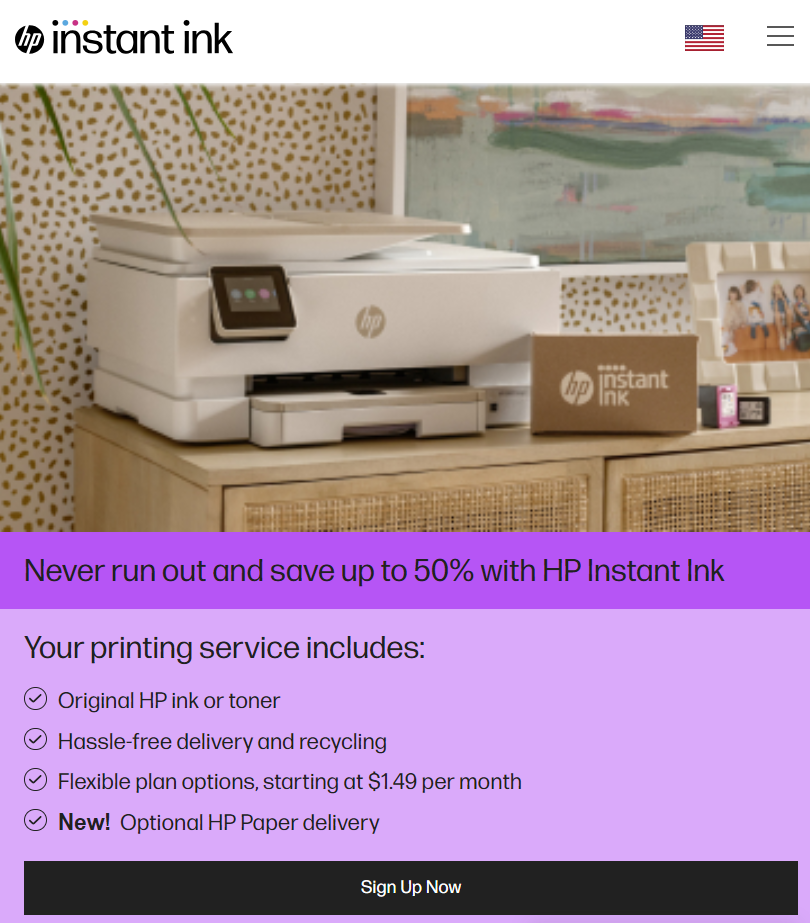 hp instant ink
hp
hp instant
ink
Never run out and save up to 50% with HP Instant Ink
Your printing service includes:
Original HP ink or toner
Hassle-free delivery and recycling
Flexible plan options, starting at $1.49 per month
New! Optional HP Paper delivery
Sign Up Now